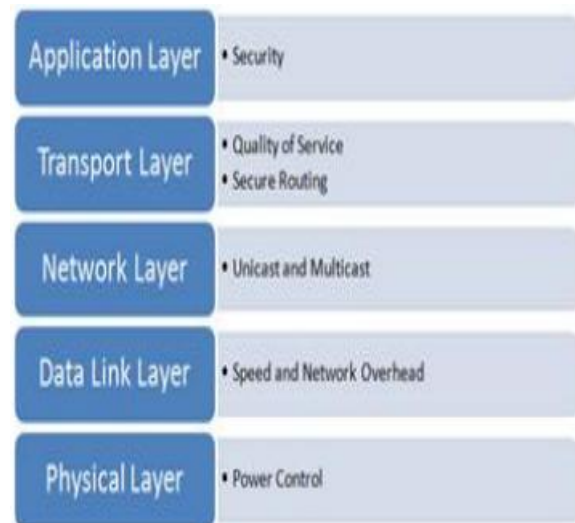 Application Layer
• Security
Transport Layer
• Quality of Service
• Secure Routing
Network Layer
• Unicast and Multicast
Data Link Layer
• Speed and Network Overhead
Physical Layer
• Power Control